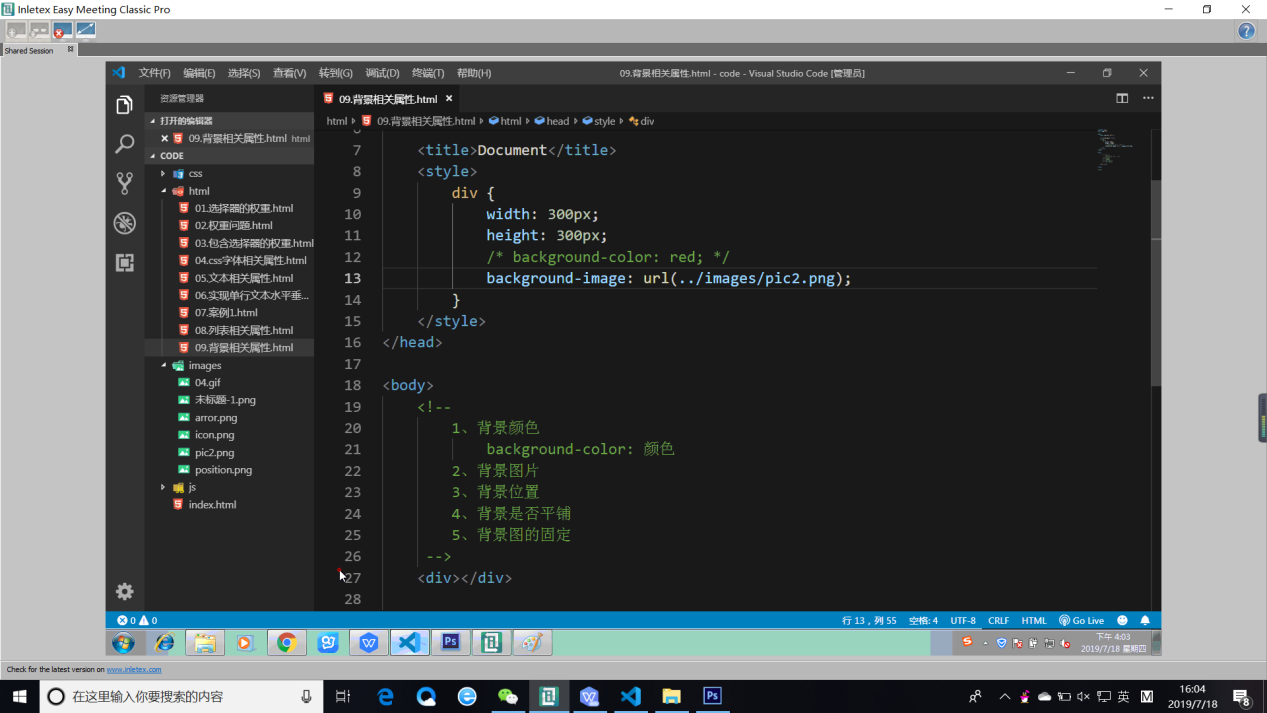 Inletex Easy Meeting Classic Pro
Shared Session
文件(F) 编辑(E) 选择(S) 查看(V) 转到(G) 调试(D) 终端(T) 帮助(H)
09.背景相关属性.html - code - Visual Studio Code [管理员]
资源管理器
09.背景相关属性.html
打开的编辑器
09.背景相关属性.html html
CODE
css
html
01.选择器的权重.html
02.权重问题.html
03.包含选择器的权重.html
04.css字体相关属性.html
05.文本相关属性.html
06.实现单行文本水平垂...
07.案例1.html
08.列表相关属性.html
09.背景相关属性.html
images
04.gif
未标题-1.png
arror.png
icon.png
pic2.png
position.png
js
index.html
html 09.背景相关属性.html html head style div
7 <title>Document</title>
8 <style>
9 div {
10 width: 300px;
11 height: 300px;
12 /* background-color: red; */
13 background-image: url(../images/pic2.png);
14 }
15 </style>
16 </head>
17
18 <body>
19 <!--
20 1、背景颜色
21 background-color: 颜色
22 2、背景图片
23 3、背景位置
24 4、背景是否平铺
25 5、背景图的固定
26 -->
27 <div></div>
28
0 0
行 13，列 55 空格: 4 UTF-8 CRLF HTML Go Live
下午 4:03
2019/7/18 星期四
Check for the latest version on www.inletex.com
在这里输入你要搜索的内容
英
16:04
2019/7/18
8